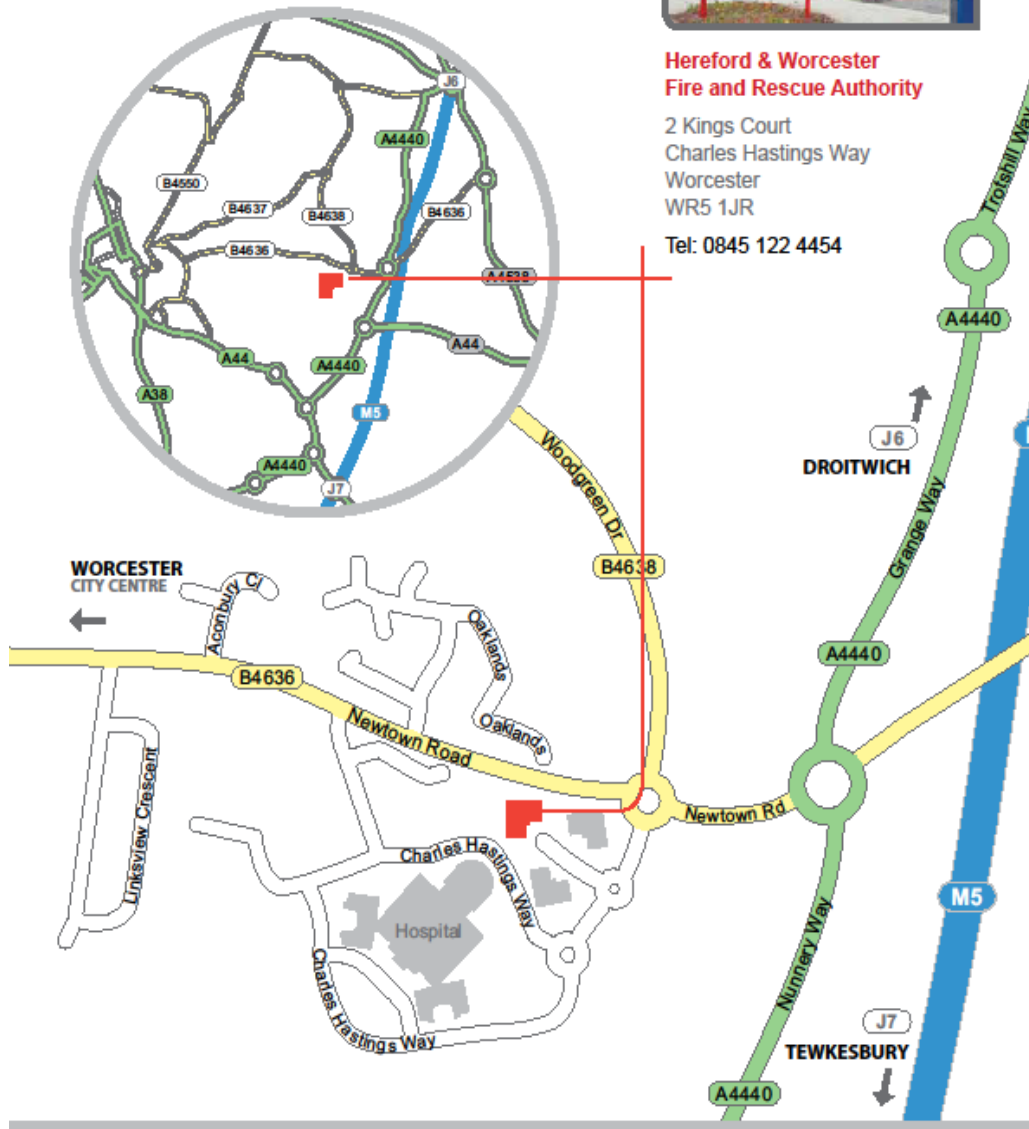 Hereford & Worcester
Fire and Rescue Authority
2 Kings Court
Charles Hastings Way
Worcester
WR5 1JR
Tel: 0845 122 4454
J6
A4440
B4550
B4637
B4638
B4636
B4636
A4538
A44
A44
A4440
A38
M5
A4440
J7
Trotshill Way
A4440
J6
DROITWICH
Grange Way
Woodgreen Dr
B4638
WORCESTER
CITY CENTRE
Aconbury Cl
Oaklands
Oaklands
A4440
B4636
Newtown Road
Newtown Rd
Linksview Crescent
Charles Hastings Way
Hospital
Charles Hastings Way
M5
Nunnery Way
J7
TEWKESBURY
A4440